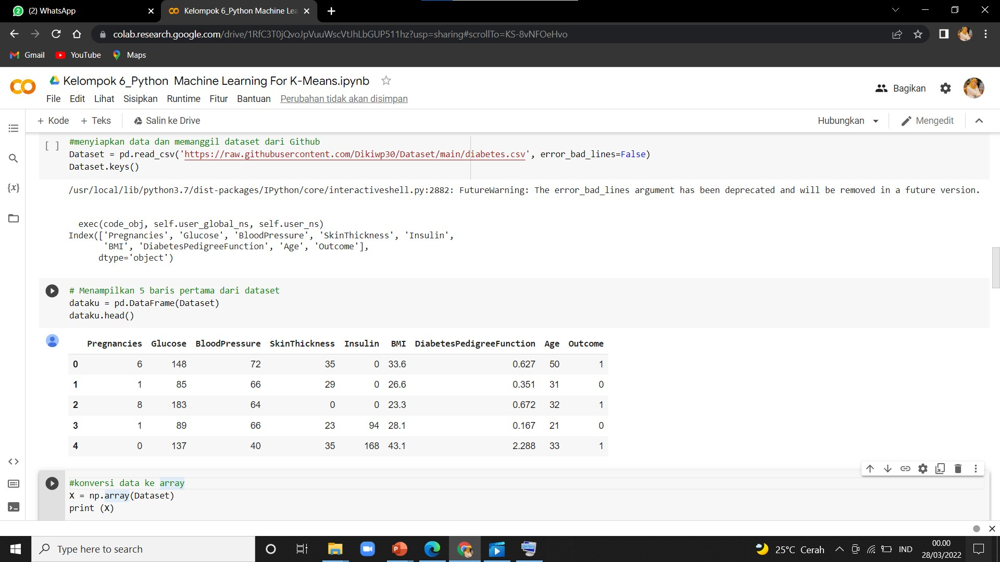 (2) WhatsApp
Kelompok 6_Python Machine Lea
colab.research.google.com/drive/1RfC3T0jQvoJpVuuWscVtJhLbGUP511hz?usp=sharing#scrollTo=KS-8vNFOeHvo
Gmail YouTube Maps
Kelompok 6_Python Machine Learning For K-Means.ipynb
Bagikan
File Edit Lihat Sisipkan Runtime Fitur Bantuan Perubahan tidak akan disimpan
+ Kode + Teks Salin ke Drive Hubungkan Mengedit
[ ] #menyiapkan data dan memanggil dataset dari Github
Dataset = pd.read_csv('https://raw.githubusercontent.com/Dikiwp30/Dataset/main/diabetes.csv', error_bad_lines=False)
Dataset.keys()
{x}
/usr/local/lib/python3.7/dist-packages/IPython/core/interactiveshell.py:2882: FutureWarning: The error_bad_lines argument has been deprecated and will be removed in a future version.
exec(code_obj, self.user_global_ns, self.user_ns)
Index(['Pregnancies', 'Glucose', 'BloodPressure', 'SkinThickness', 'Insulin',
'BMI', 'DiabetesPedigreeFunction', 'Age', 'Outcome'],
dtype='object')
# Menampilkan 5 baris pertama dari dataset
dataku = pd.DataFrame(Dataset)
dataku.head()
Pregnancies Glucose BloodPressure SkinThickness Insulin BMI DiabetesPedigreeFunction Age Outcome
0 6 148 72 35 0 33.6 0.627 50 1
1 1 85 66 29 0 26.6 0.351 31 0
2 8 183 64 0 0 23.3 0.672 32 1
3 1 89 66 23 94 28.1 0.167 21 0
4 0 137 40 35 168 43.1 2.288 33 1
#konversi data ke array
X = np.array(Dataset)
print (X)
Type here to search
25°C Cerah
IND
00.00
28/03/2022